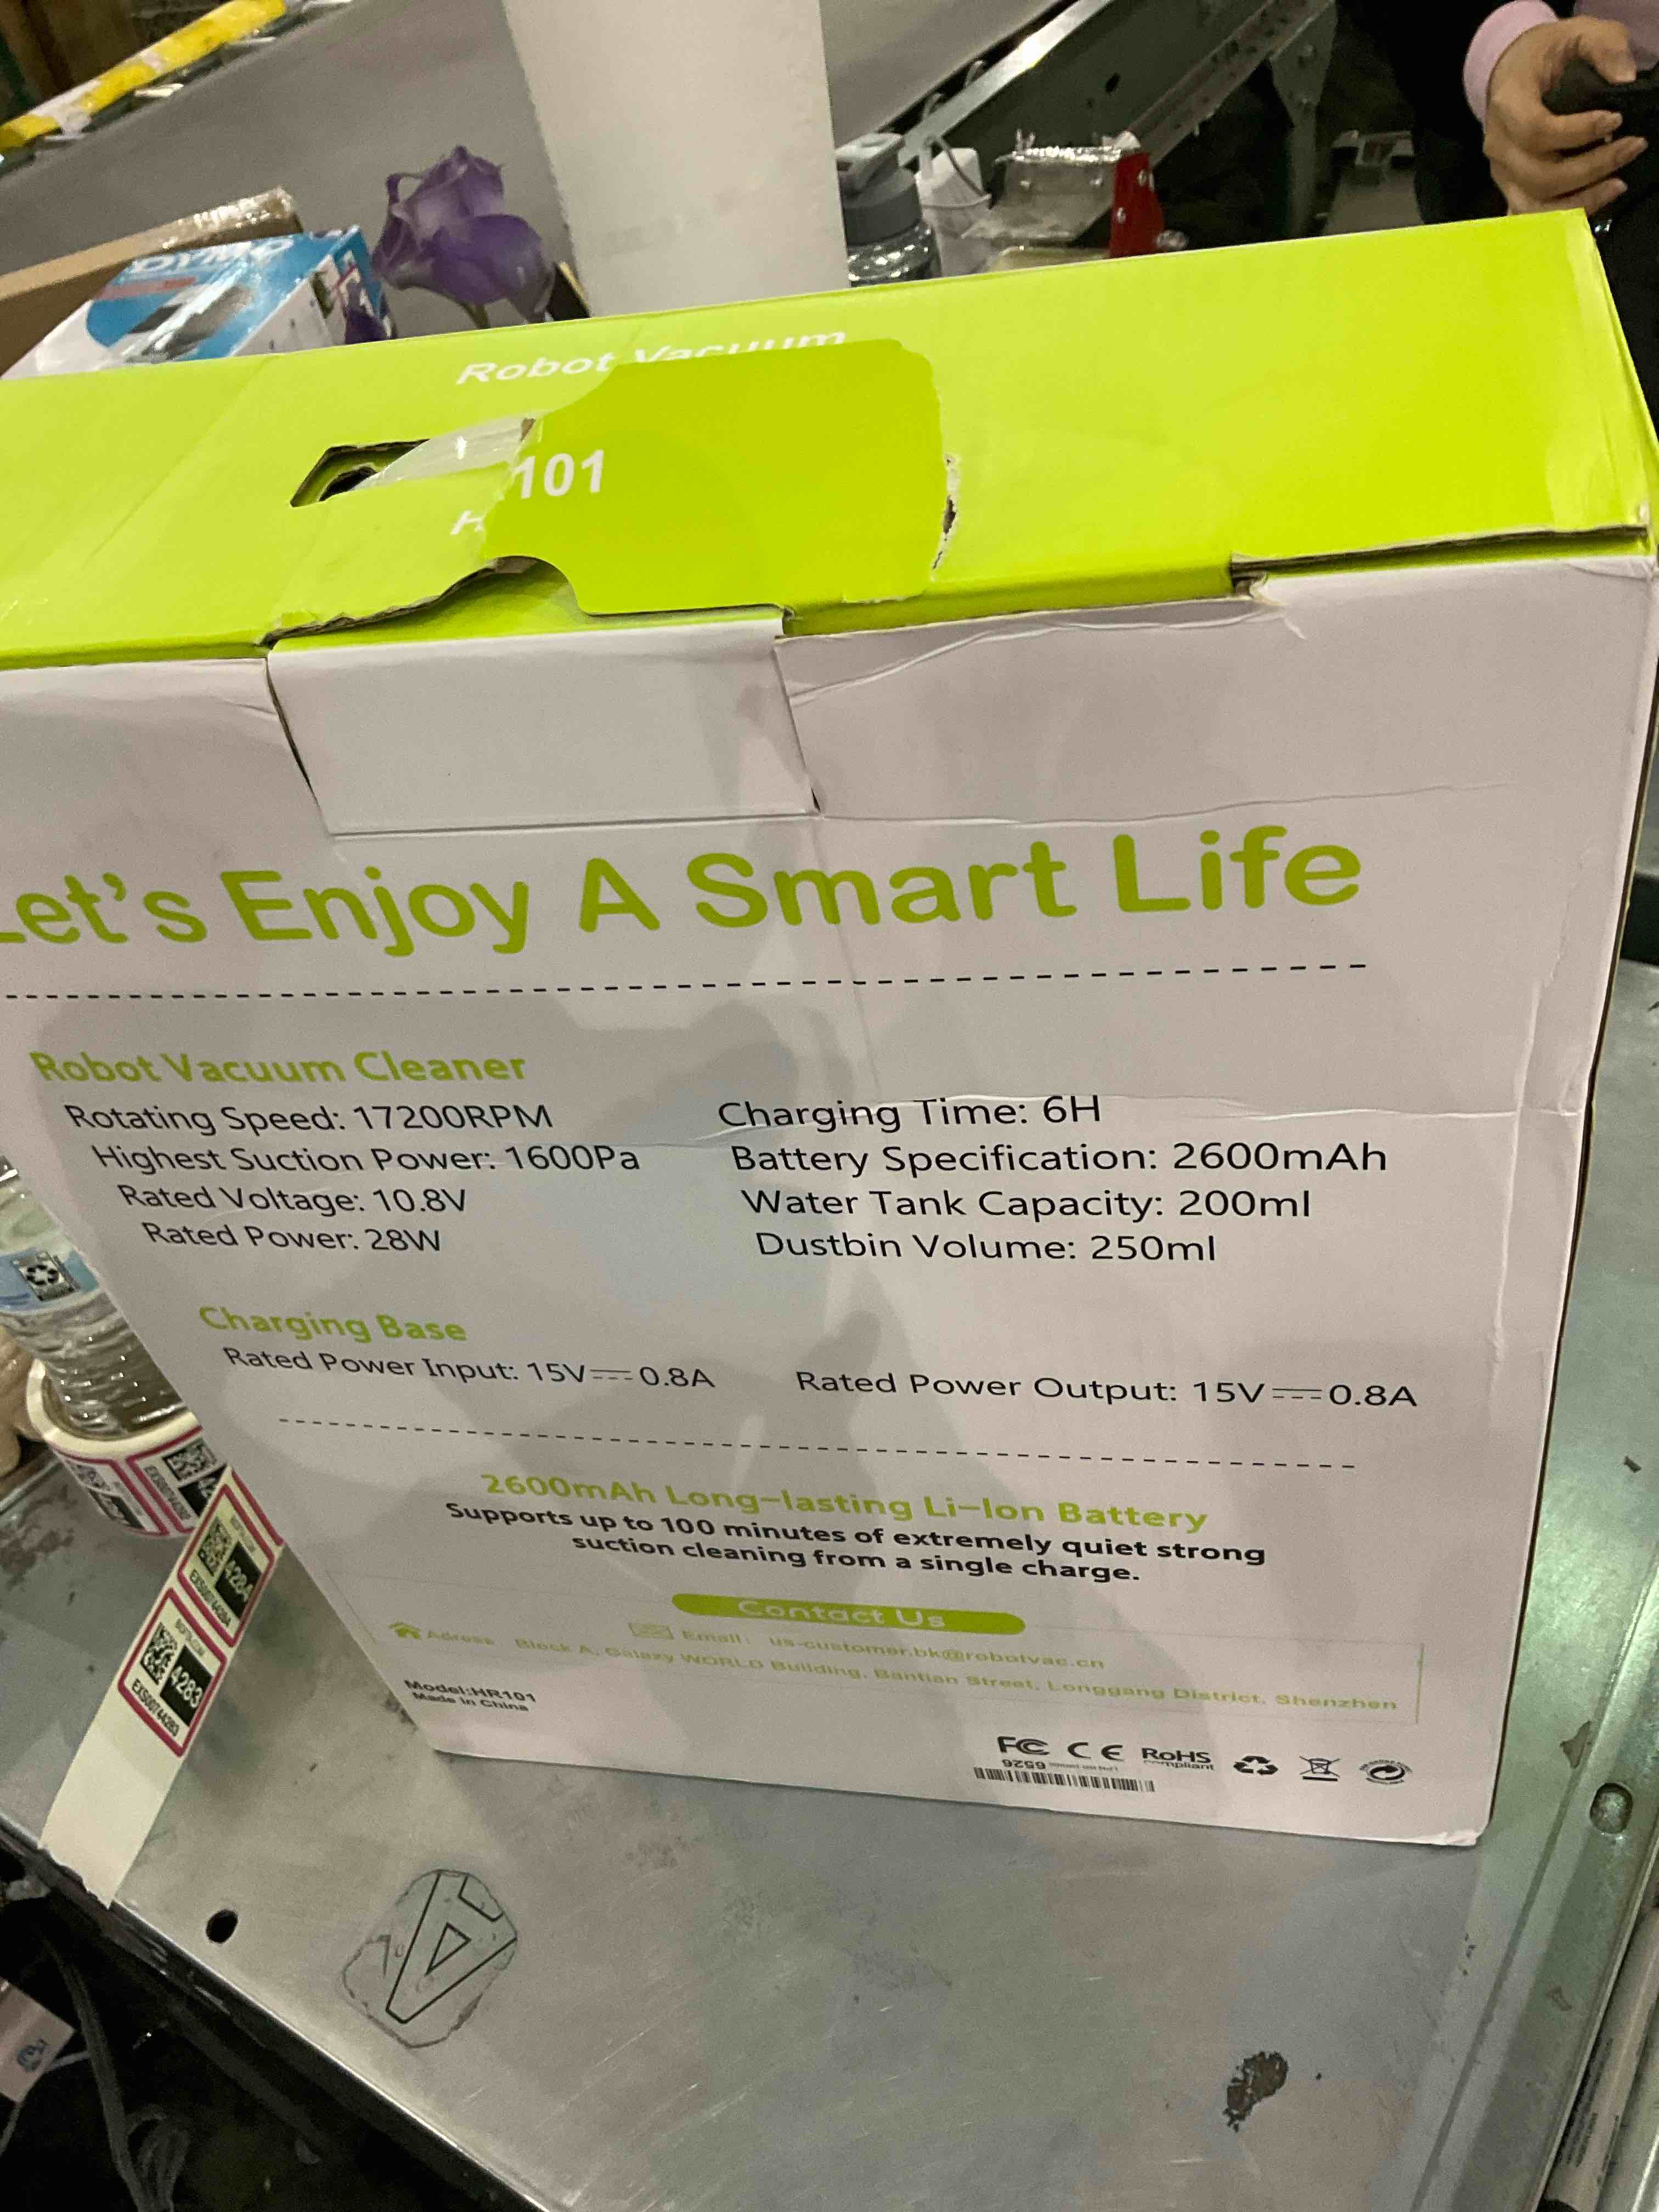 DYMO
Robot Vacuum
H 101
Let's Enjoy A Smart Life
Robot Vacuum Cleaner
Rotating Speed: 17200RPM
Highest Suction Power: 1600Pa
Rated Voltage: 10.8V
Rated Power: 28W
Charging Time: 6H
Battery Specification: 2600mAh
Water Tank Capacity: 200ml
Dustbin Volume: 250ml
Charging Base
Rated Power Input: 15V⎓0.8A
Rated Power Output: 15V⎓0.8A
2600mAh Long-lasting Li-Ion Battery
Supports up to 100 minutes of extremely quiet strong
suction cleaning from a single charge.
Contact Us
Email: us-customer.bk@robotvac.cn
Adress Block A, Galaxy WORLD Building, Bantian Street, Longgang District, Shenzhen
Model:HR101
Made in China
FC CE RoHS
compliant
4284
EXS00744284
4283
EXS00744283